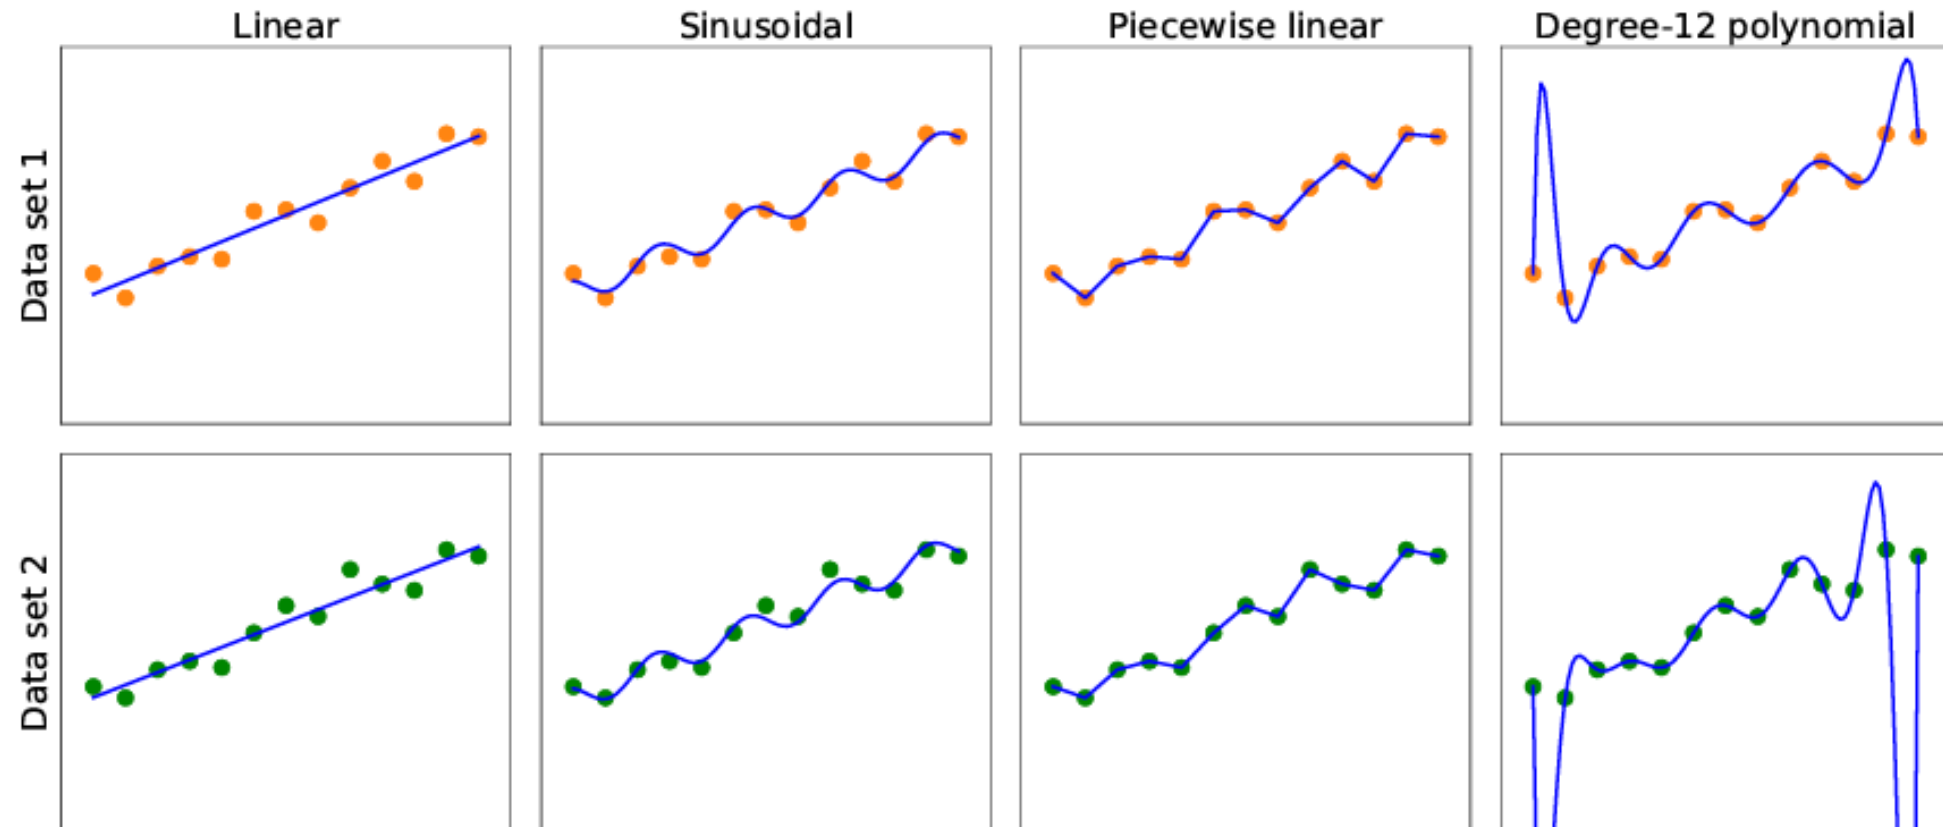 Linear
Sinusoidal
Piecewise linear
Degree-12 polynomial
Data set 1
Data set 2